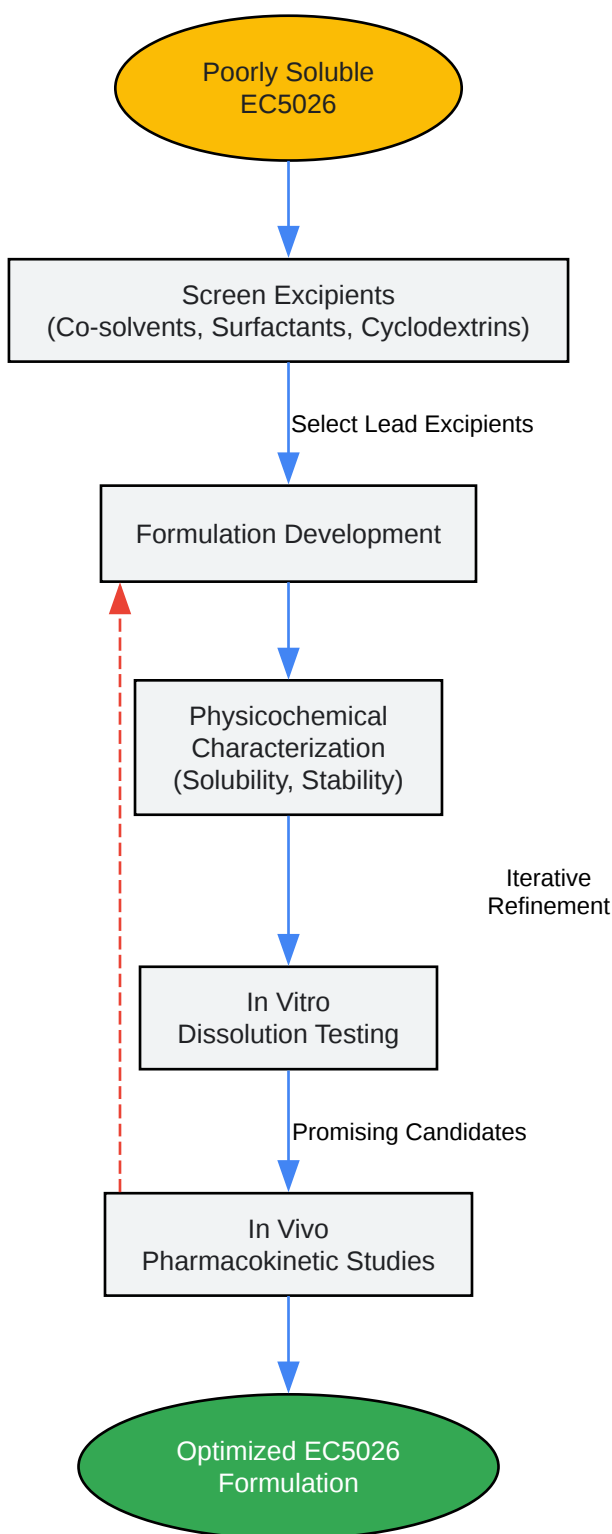 Poorly Soluble
EC5026
Screen Excipients
(Co-solvents, Surfactants, Cyclodextrins)
Select Lead Excipients
Formulation Development
Physicochemical
Characterization
(Solubility, Stability)
Iterative
Refinement
In Vitro
Dissolution Testing
Promising Candidates
In Vivo
Pharmacokinetic Studies
Optimized EC5026
Formulation